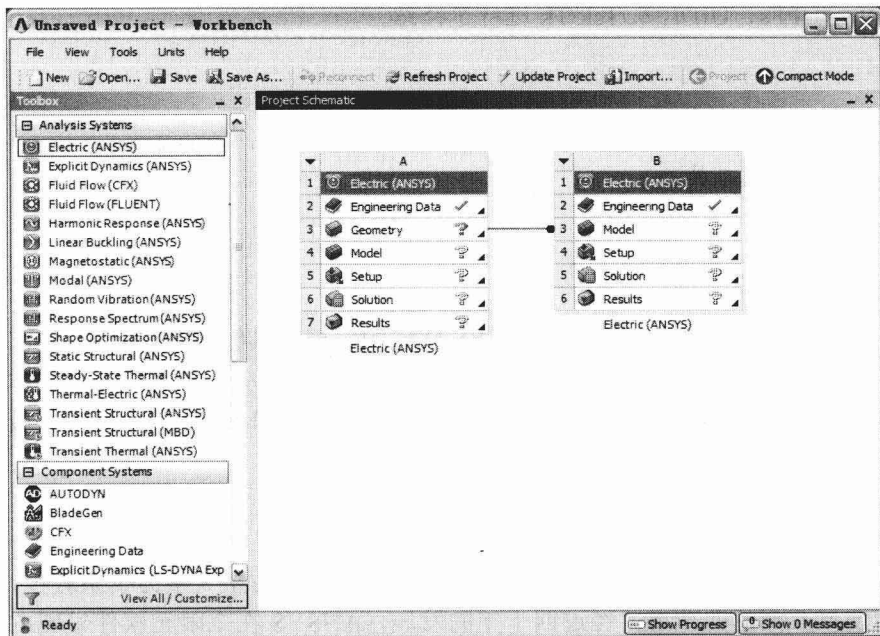 Unsaved Project - Workbench
File View Tools Units Help
New Open... Save Save As... Reconnect Refresh Project Update Project Import... Project Compact Mode
Toolbox
Project Schematic
Analysis Systems
Electric (ANSYS)
Explicit Dynamics (ANSYS)
Fluid Flow (CFX)
Fluid Flow (FLUENT)
Harmonic Response (ANSYS)
Linear Buckling (ANSYS)
Magnetostatic (ANSYS)
Modal (ANSYS)
Random Vibration (ANSYS)
Response Spectrum (ANSYS)
Shape Optimization (ANSYS)
Static Structural (ANSYS)
Steady-State Thermal (ANSYS)
Thermal-Electric (ANSYS)
Transient Structural (ANSYS)
Transient Structural (MBD)
Transient Thermal (ANSYS)
Component Systems
AUTODYN
BladeGen
CFX
Engineering Data
Explicit Dynamics (LS-DYNA Exp
View All / Customize...
A
1 Electric (ANSYS)
2 Engineering Data
3 Geometry
4 Model
5 Setup
6 Solution
7 Results
Electric (ANSYS)
B
1 Electric (ANSYS)
2 Engineering Data
3 Model
4 Setup
5 Solution
6 Results
Electric (ANSYS)
Ready
Show Progress
0 Show 0 Messages